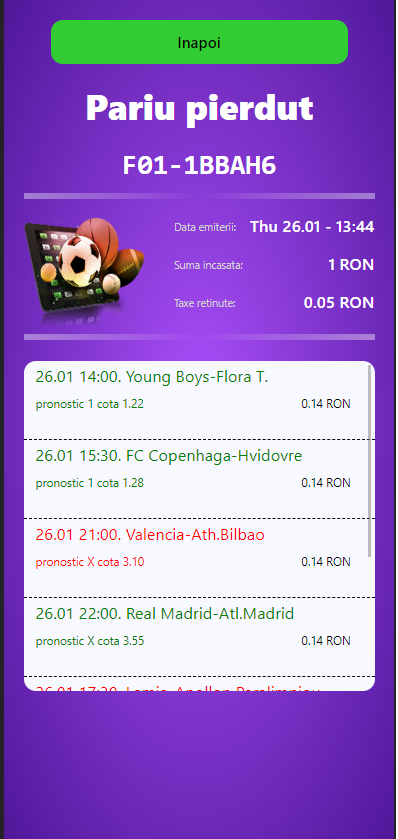 Inapoi
Pariu pierdut
F01-1BBAH6
Data emiterii: Thu 26.01 - 13:44
Suma incasata: 1 RON
Taxe retinute: 0.05 RON
26.01 14:00. Young Boys-Flora T.
pronostic 1 cota 1.22 0.14 RON
26.01 15:30. FC Copenhaga-Hvidovre
pronostic 1 cota 1.28 0.14 RON
26.01 21:00. Valencia-Ath.Bilbao
pronostic X cota 3.10 0.14 RON
26.01 22:00. Real Madrid-Atl.Madrid
pronostic X cota 3.55 0.14 RON
26.01 17:30.